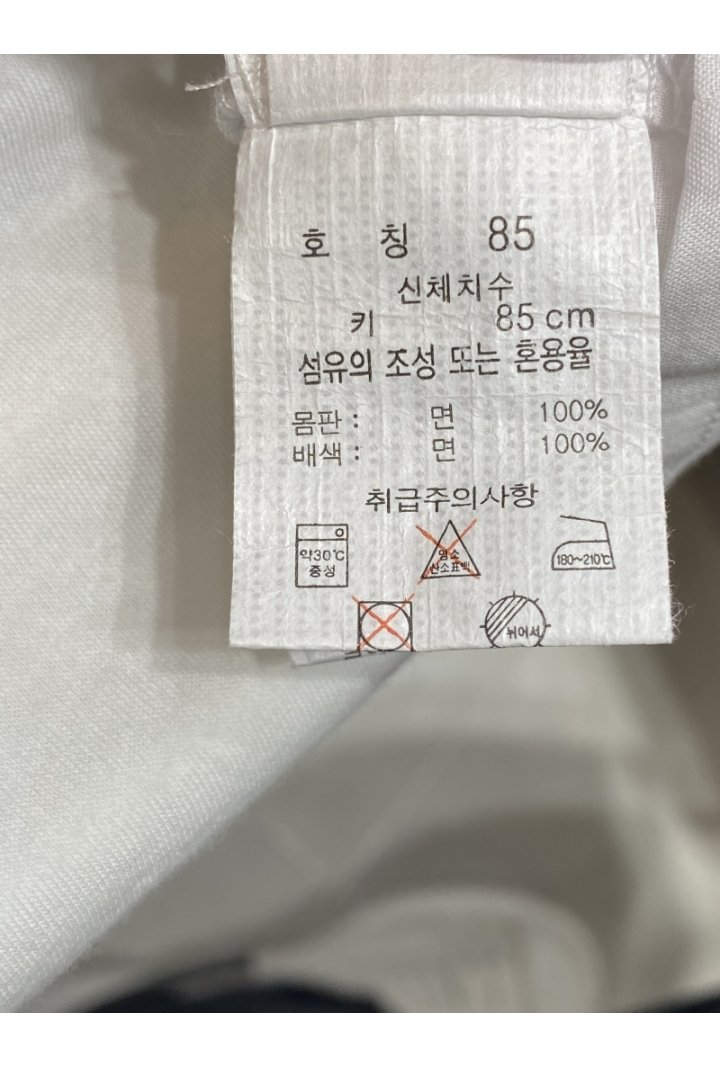 호 칭 85
신체치수
키 85 cm
섬유의 조성 또는 혼용율
몸판 : 면 100%
배색 : 면 100%
취급주의사항
약30℃
중성
염소
산소표백
180~210℃
뉘어서